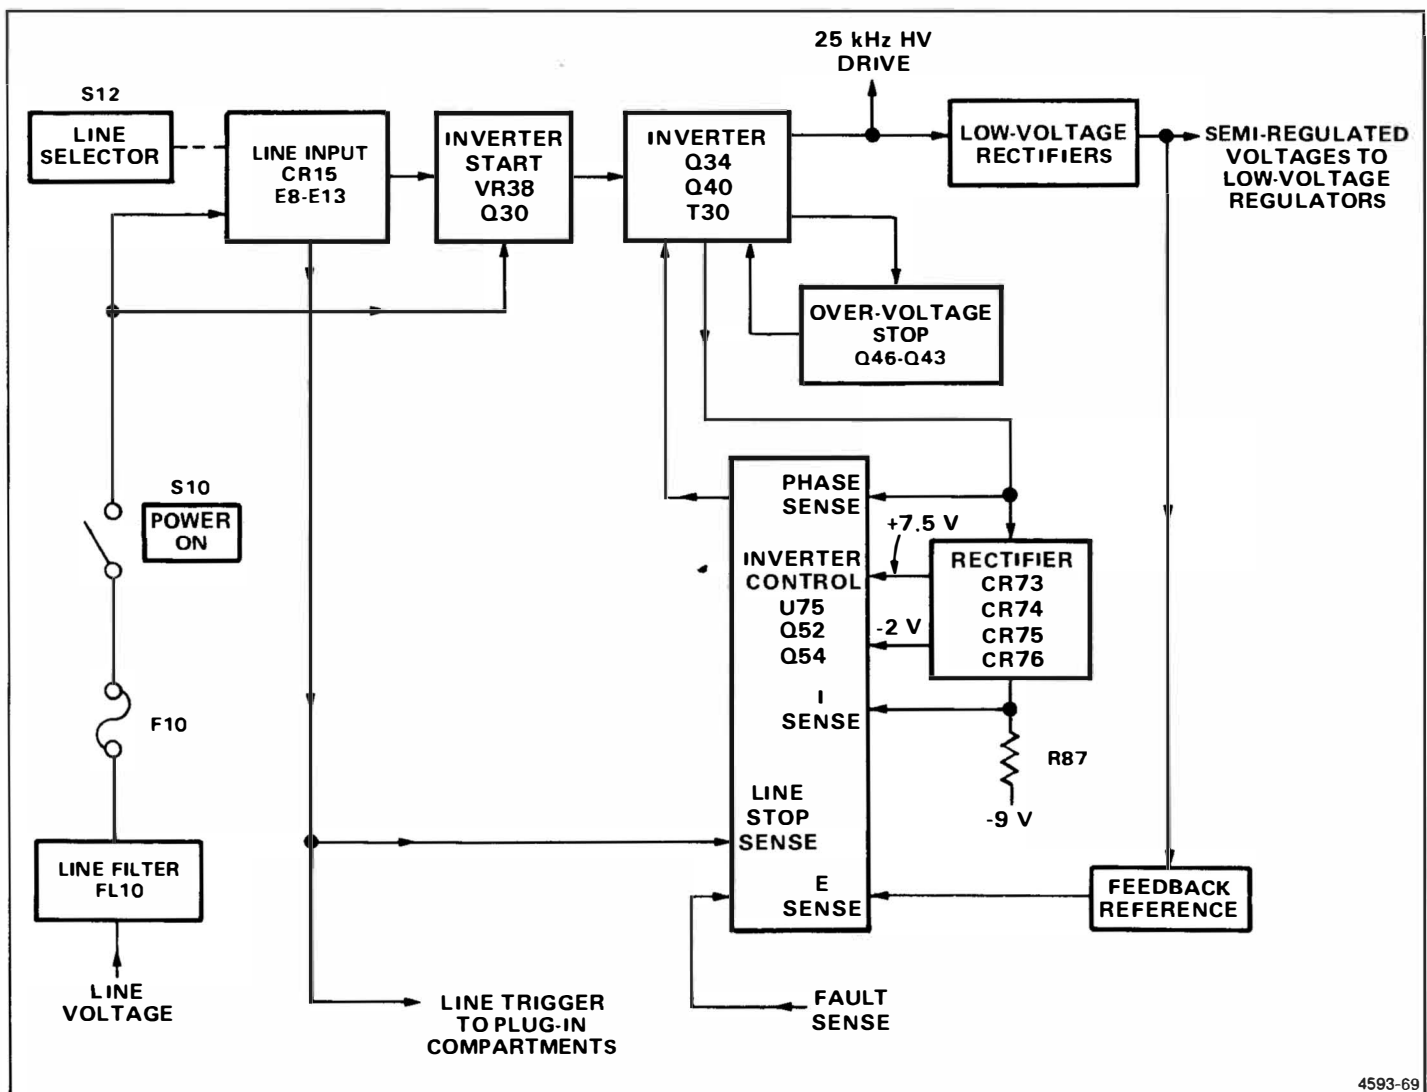 25 kHz HV
DRIVE
S12
LINE
SELECTOR
LINE INPUT
CR15
E8-E13
INVERTER
START
VR38
Q30
INVERTER
Q34
Q40
T30
LOW-VOLTAGE
RECTIFIERS
SEMI-REGULATED
VOLTAGES TO
LOW-VOLTAGE
REGULATORS
OVER-VOLTAGE
STOP
Q46-Q43
S10
POWER
ON
PHASE
SENSE
+7.5 V
INVERTER
CONTROL
U75
Q52
Q54
-2 V
RECTIFIER
CR73
CR74
CR75
CR76
I
SENSE
F10
R87
-9 V
LINE
STOP
SENSE
LINE FILTER
FL10
E
SENSE
FEEDBACK
REFERENCE
LINE
VOLTAGE
LINE TRIGGER
TO PLUG-IN
COMPARTMENTS
FAULT
SENSE
4593-69